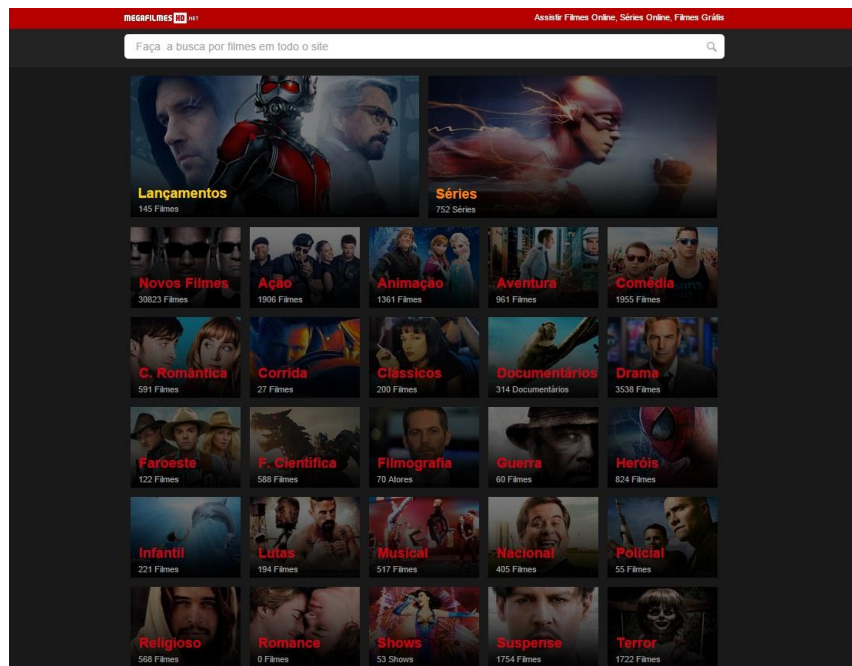 MEGAFILMES HD .NET
Assistir Filmes Online, Séries Online, Filmes Grátis
Faça a busca por filmes em todo o site
Lançamentos
145 Filmes
Séries
752 Séries
Novos Filmes
30823 Filmes
Ação
1906 Filmes
Animação
1361 Filmes
Aventura
961 Filmes
Comédia
1955 Filmes
C. Romântica
591 Filmes
Corrida
27 Filmes
Clássicos
200 Filmes
Documentários
314 Documentários
Drama
3538 Filmes
Faroeste
122 Filmes
F. Cientifica
588 Filmes
Filmografia
70 Atores
Guerra
60 Filmes
Heróis
824 Filmes
Infantil
221 Filmes
Lutas
194 Filmes
Musical
517 Filmes
Nacional
405 Filmes
Policial
55 Filmes
Religioso
568 Filmes
Romance
0 Filmes
Shows
53 Shows
Suspense
1754 Filmes
Terror
1722 Filmes